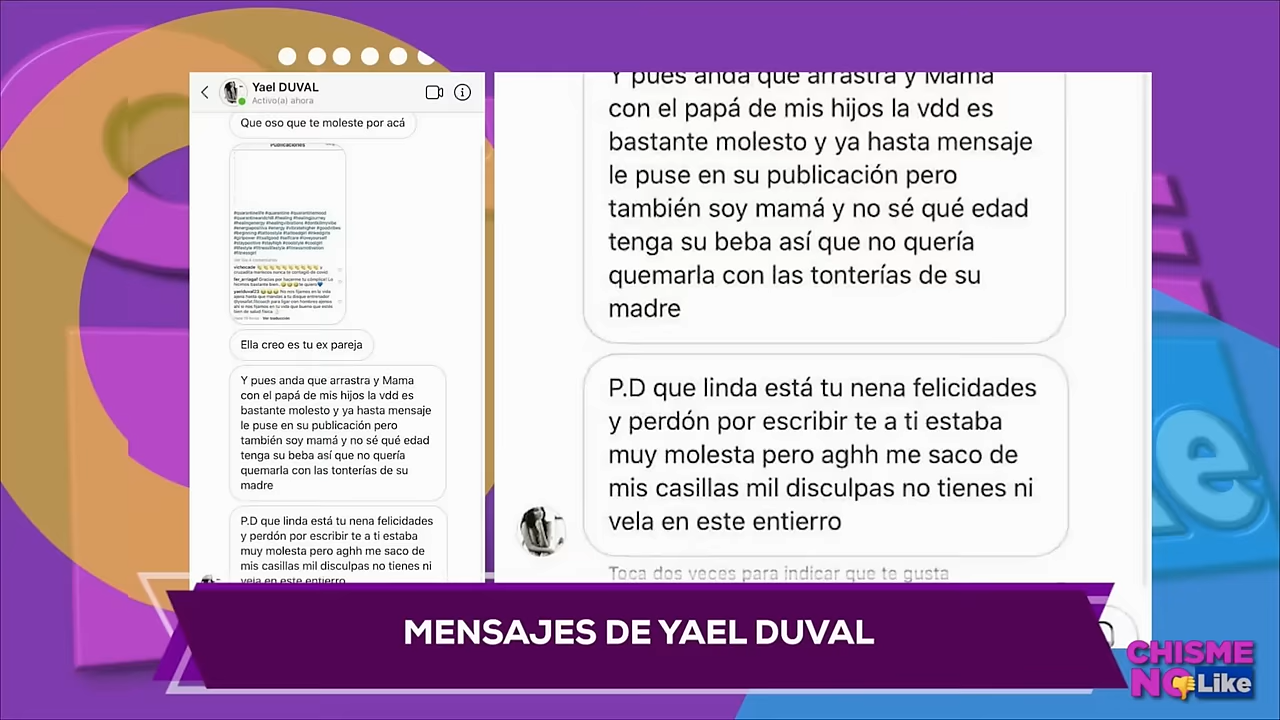 Yael DUVAL
Activo(a) ahora
Que oso que te moleste por acá
Publicaciones
Ella creo es tu ex pareja
Y pues anda que arrastra y Mama
con el papá de mis hijos la vdd es
bastante molesto y ya hasta mensaje
le puse en su publicación pero
también soy mamá y no sé qué edad
tenga su beba así que no quería
quemarla con las tonterías de su
madre
P.D que linda está tu nena felicidades
y perdón por escribir te a ti estaba
muy molesta pero aghh me saco de
mis casillas mil disculpas no tienes ni
vela en este entierro
Y pues anda que arrastra y Mama
con el papá de mis hijos la vdd es
bastante molesto y ya hasta mensaje
le puse en su publicación pero
también soy mamá y no sé qué edad
tenga su beba así que no quería
quemarla con las tonterías de su
madre
P.D que linda está tu nena felicidades
y perdón por escribir te a ti estaba
muy molesta pero aghh me saco de
mis casillas mil disculpas no tienes ni
vela en este entierro
Toca dos veces para indicar que te gusta
MENSAJES DE YAEL DUVAL
CHISME
NO Like